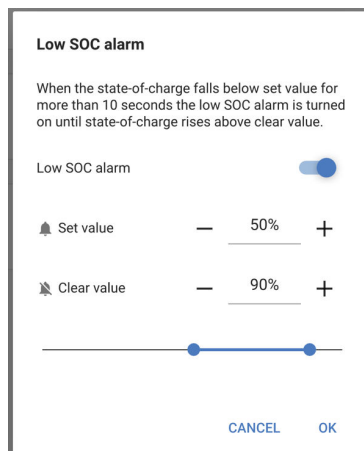 Low SOC alarm
When the state-of-charge falls below set value for
more than 10 seconds the low SOC alarm is turned
on until state-of-charge rises above clear value.
Low SOC alarm
Set value − 50% +
Clear value − 90% +
CANCEL OK